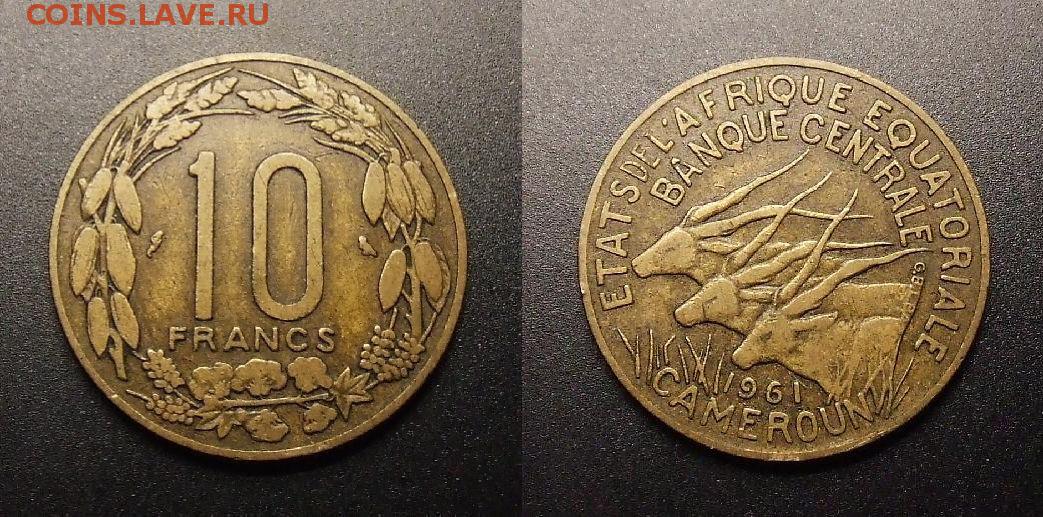 COINS.LAVE.RU
10
FRANCS
ETATS DE L'AFRIQUE EQUATORIALE
BANQUE CENTRALE
1961
CAMEROUN